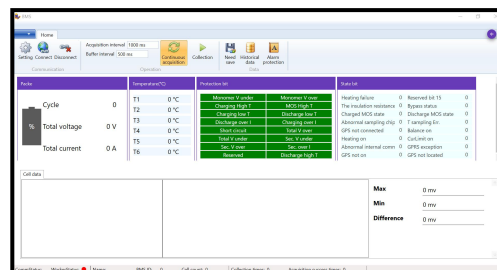 BMS
Home
Setting Connect Disconnect
Communication
Acquisition interval 1000 ms
Buffer interval 500 ms
Continuous acquisition
Operation
Collection
Need save
Historical data
Alarm protection
Data
Packs
Cycle 0
% Total voltage 0 V
Total current 0 A
Temperature(°C)
T1 0 °C
T2 0 °C
T3 0 °C
T4 0 °C
T5 0 °C
T6 0 °C
Protection bit
Monomer V under Monomer V over
Charging High T MOS High T
Charging low T Discharge low T
Discharge over I Charging over I
Short circuit Total V over
Total V under Sec. over I
Sec. V over Sec. V under
Reserved Discharge high T
State bit
Heating failure 0 Reserved bit 15 0
The insulation resistance 0 Bypass status 0
Charged MOS state 0 Discharge MOS state 0
Abnormal sampling chip 0 T sampling Err. 0
GPS not connected 0 Balance on 0
Heating on 0 CurLimit on 0
Abnormal internal comm 0 GPRS exception 0
GPS not on 0 GPS not located 0
Cell data
Max 0 mv
Min 0 mv
Difference 0 mv